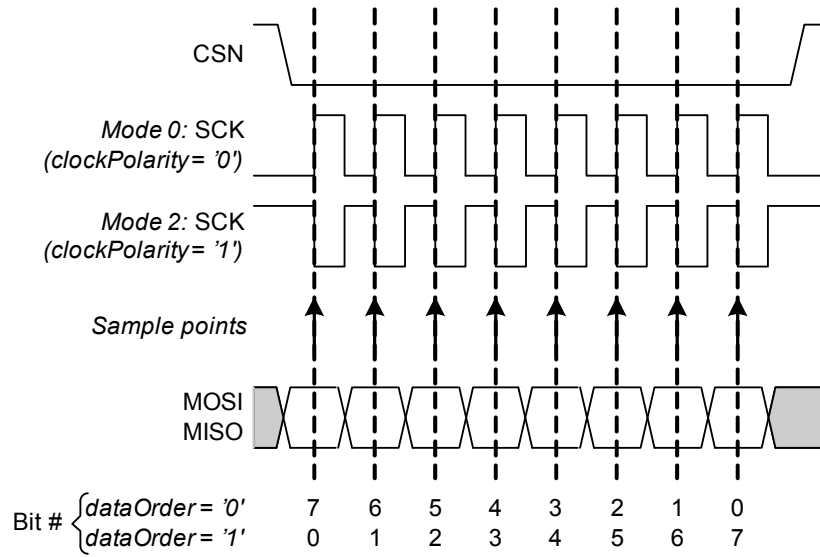 CSN
Mode 0: SCK
(clockPolarity= '0')
Mode 2: SCK
(clockPolarity= '1')
Sample points
MOSI
MISO
Bit # { dataOrder = '0' 7 6 5 4 3 2 1 0
dataOrder = '1' 0 1 2 3 4 5 6 7